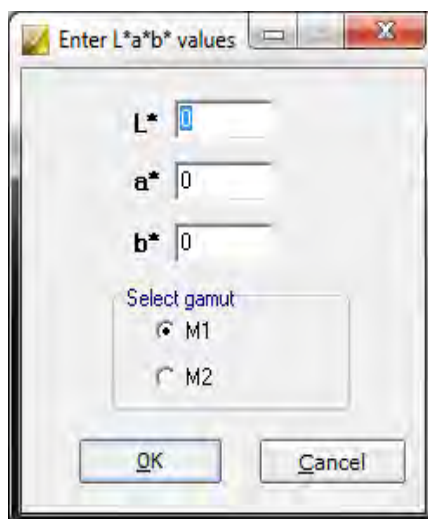 Enter L*a*b* values
L* 0
a* 0
b* 0
Select gamut
M1
M2
OK Cancel